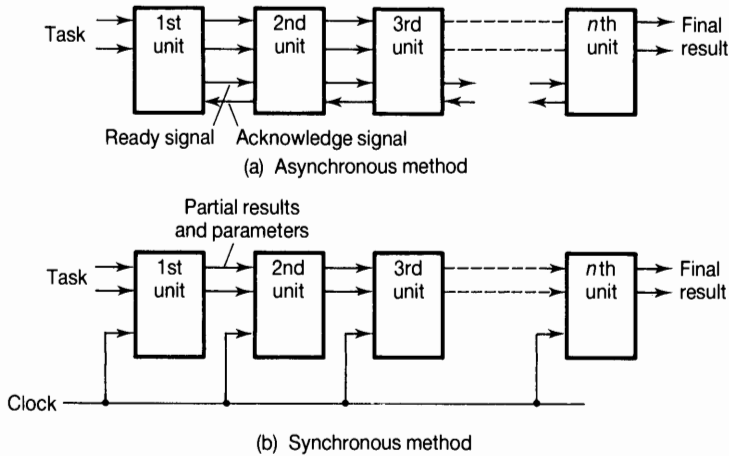 Task
1st
unit
2nd
unit
3rd
unit
nth
unit
Final
result
Ready signal
Acknowledge signal
(a) Asynchronous method
Partial results
and parameters
Task
1st
unit
2nd
unit
3rd
unit
nth
unit
Final
result
Clock
(b) Synchronous method